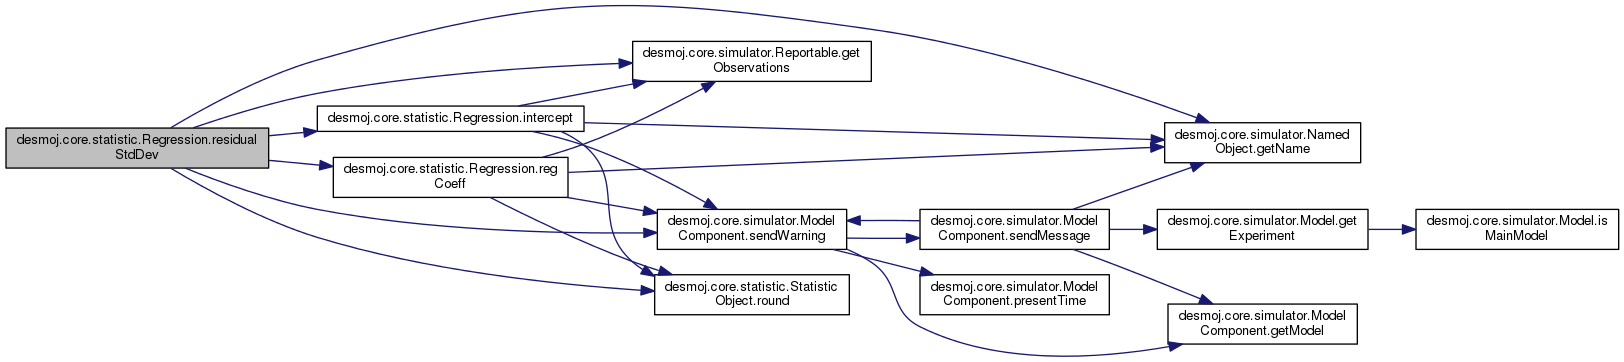 desmoj.core.statistic.Regression.residual
StdDev
desmoj.core.simulator.Reportable.get
Observations
desmoj.core.statistic.Regression.intercept
desmoj.core.statistic.Regression.reg
Coeff
desmoj.core.simulator.Model
Component.sendWarning
desmoj.core.statistic.Statistic
Object.round
desmoj.core.simulator.Named
Object.getName
desmoj.core.simulator.Model
Component.sendMessage
desmoj.core.simulator.Model
Component.presentTime
desmoj.core.simulator.Model.get
Experiment
desmoj.core.simulator.Model
Component.getModel
desmoj.core.simulator.Model.is
MainModel